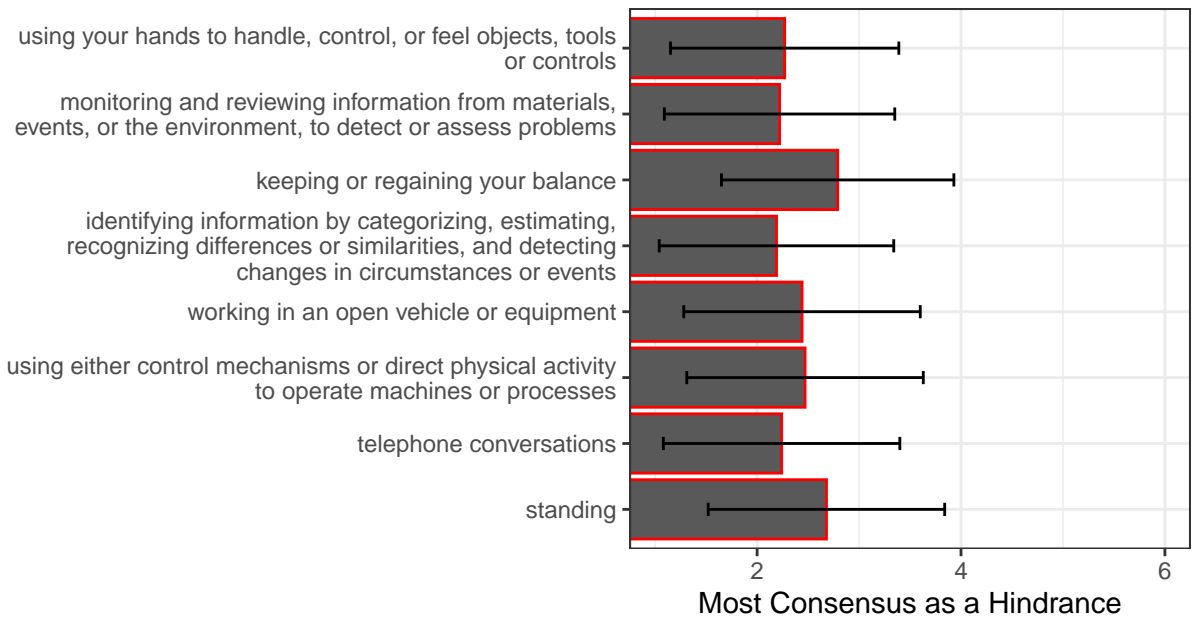 using your hands to handle, control, or feel objects, tools
or controls
monitoring and reviewing information from materials,
events, or the environment, to detect or assess problems
keeping or regaining your balance
identifying information by categorizing, estimating,
recognizing differences or similarities, and detecting
changes in circumstances or events
working in an open vehicle or equipment
using either control mechanisms or direct physical activity
to operate machines or processes
telephone conversations
standing
2 4 6
Most Consensus as a Hindrance